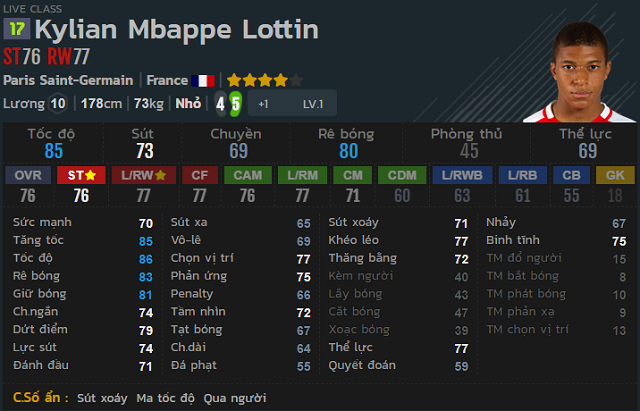 LIVE CLASS
17 Kylian Mbappe Lottin
ST76 RW77
Paris Saint-Germain France
Lương 10 178cm 73kg Nhỏ 4 5 +1 LV.1
Tốc độ Sút Chuyền Rê bóng Phòng thủ Thể lực
85 73 69 80 45 69
OVR ST L/RW CF CAM L/RM CM CDM L/RWB L/RB CB GK
76 76 77 77 76 77 71 60 63 61 55 18
Sức mạnh 70 Sút xa 65 Sút xoáy 71 Nhảy 67
Tăng tốc 85 Vô-lê 69 Khéo léo 77 Bình tĩnh 75
Tốc độ 86 Chọn vị trí 77 Thăng bằng 72 TM đổ người 15
Rê bóng 83 Phản ứng 75 Kèm người 40 TM bắt bóng 8
Giữ bóng 81 Penalty 66 Lấy bóng 43 TM phát bóng 10
Ch.ngắn 74 Tầm nhìn 72 Cắt bóng 47 TM phản xạ 9
Dứt điểm 79 Tạt bóng 67 Xoạc bóng 39 TM chọn vị trí 13
Lực sút 74 Ch.dài 64 Thể lực 77
Đánh đầu 71 Đá phạt 55 Quyết đoán 59
C.Số ẩn : Sút xoáy Ma tốc độ Qua người